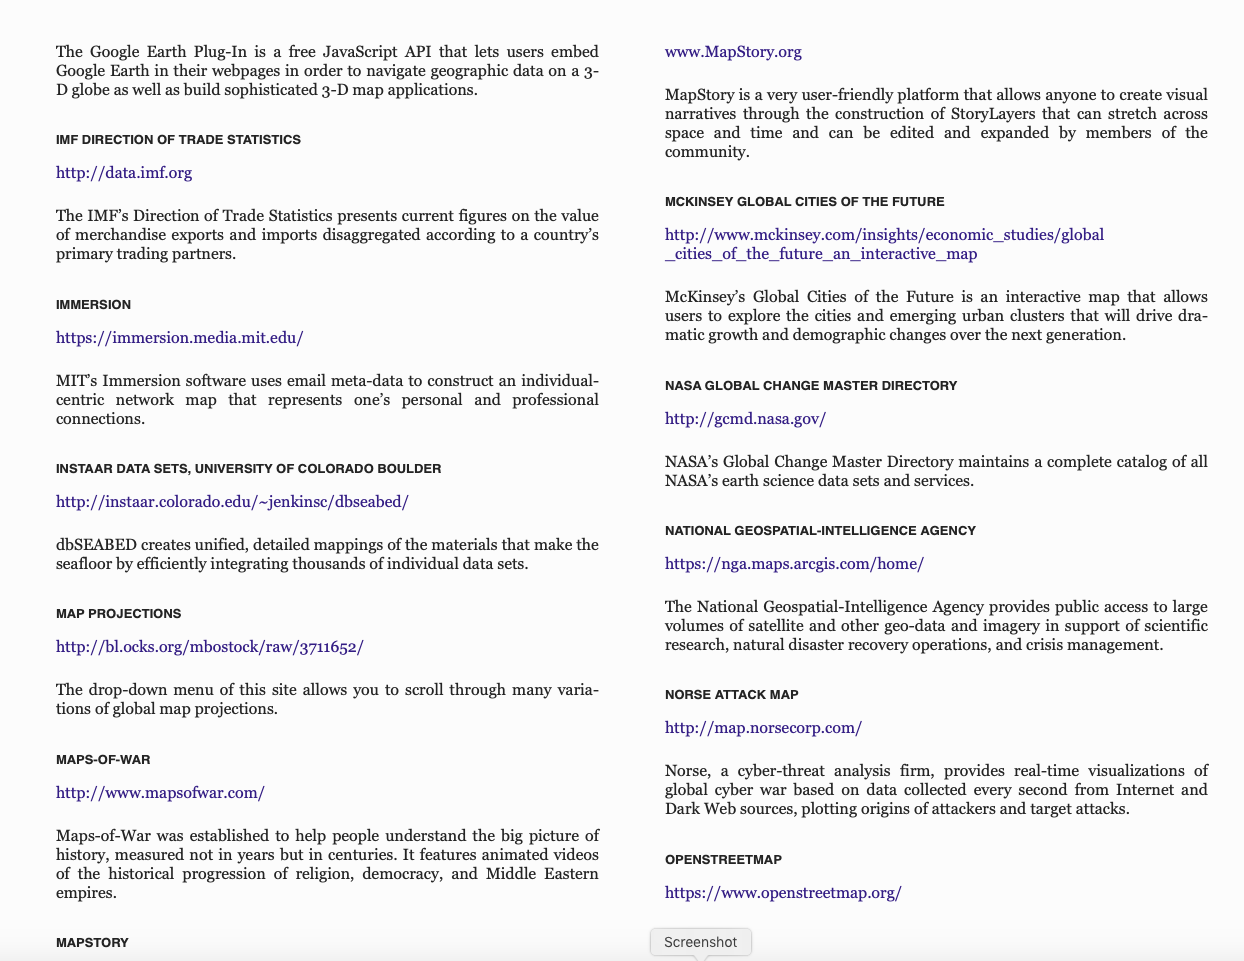 The Google Earth Plug-In is a free JavaScript API that lets users embed
Google Earth in their webpages in order to navigate geographic data on a 3-
D globe as well as build sophisticated 3-D map applications.
IMF DIRECTION OF TRADE STATISTICS
http://data.imf.org
The IMF’s Direction of Trade Statistics presents current figures on the value
of merchandise exports and imports disaggregated according to a country’s
primary trading partners.
IMMERSION
https://immersion.media.mit.edu/
MIT’s Immersion software uses email meta-data to construct an individual-
centric network map that represents one’s personal and professional
connections.
INSTAAR DATA SETS, UNIVERSITY OF COLORADO BOULDER
http://instaar.colorado.edu/~jenkinsc/dbseabed/
dbSEABED creates unified, detailed mappings of the materials that make the
seafloor by efficiently integrating thousands of individual data sets.
MAP PROJECTIONS
http://bl.ocks.org/mbostock/raw/3711652/
The drop-down menu of this site allows you to scroll through many varia-
tions of global map projections.
MAPS-OF-WAR
http://www.mapsofwar.com/
Maps-of-War was established to help people understand the big picture of
history, measured not in years but in centuries. It features animated videos
of the historical progression of religion, democracy, and Middle Eastern
empires.
MAPSTORY
www.MapStory.org
MapStory is a very user-friendly platform that allows anyone to create visual
narratives through the construction of StoryLayers that can stretch across
space and time and can be edited and expanded by members of the
community.
MCKINSEY GLOBAL CITIES OF THE FUTURE
http://www.mckinsey.com/insights/economic_studies/global
_cities_of_the_future_an_interactive_map
McKinsey’s Global Cities of the Future is an interactive map that allows
users to explore the cities and emerging urban clusters that will drive dra-
matic growth and demographic changes over the next generation.
NASA GLOBAL CHANGE MASTER DIRECTORY
http://gcmd.nasa.gov/
NASA’s Global Change Master Directory maintains a complete catalog of all
NASA’s earth science data sets and services.
NATIONAL GEOSPATIAL-INTELLIGENCE AGENCY
https://nga.maps.arcgis.com/home/
The National Geospatial-Intelligence Agency provides public access to large
volumes of satellite and other geo-data and imagery in support of scientific
research, natural disaster recovery operations, and crisis management.
NORSE ATTACK MAP
http://map.norsecorp.com/
Norse, a cyber-threat analysis firm, provides real-time visualizations of
global cyber war based on data collected every second from Internet and
Dark Web sources, plotting origins of attackers and target attacks.
OPENSTREETMAP
https://www.openstreetmap.org/
Screenshot